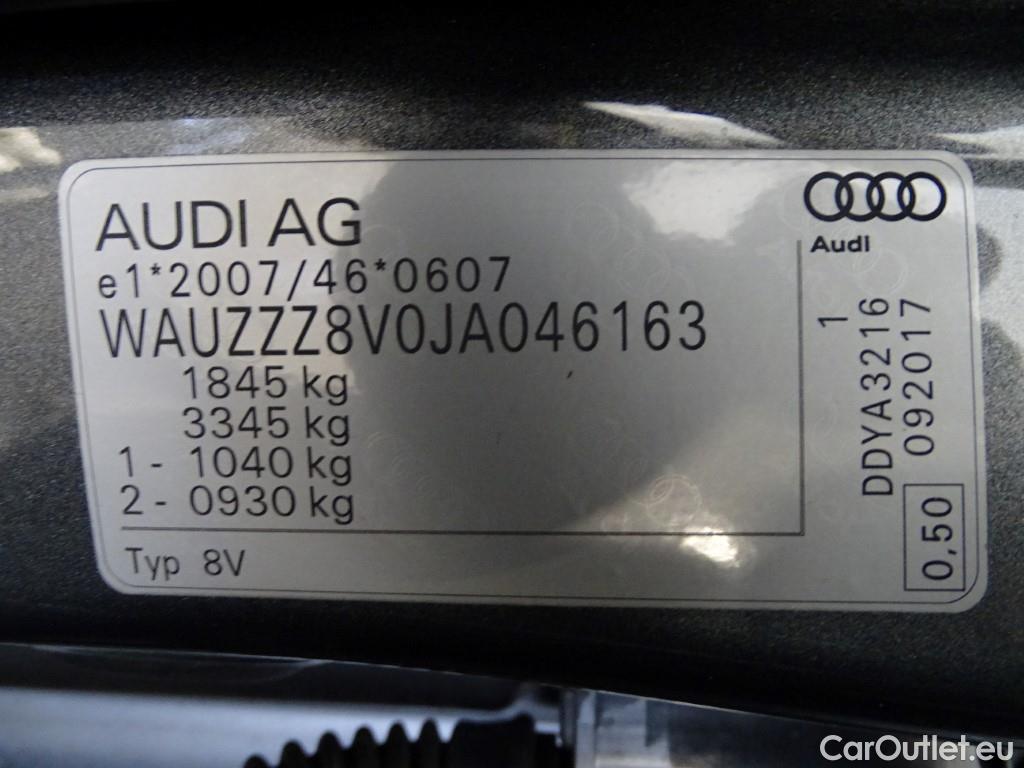 AUDI AG
e1*2007/46*0607
WAUZZZ8V0JA046163
1845 kg
3345 kg
1- 1040 kg
2- 0930 kg
Typ 8V
Audi
1
DDYA3216
092017
0,50
CarOutlet.eu